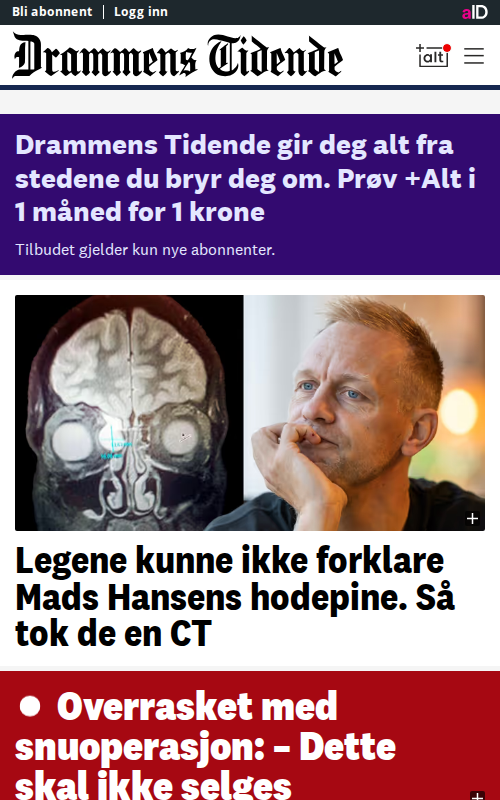 Bli abonnent | Logg inn
aID
Drammens Tidende
+alt
Drammens Tidende gir deg alt fra
stedene du bryr deg om. Prøv +Alt i
1 måned for 1 krone
Tilbudet gjelder kun nye abonnenter.
Legene kunne ikke forklare
Mads Hansens hodepine. Så
tok de en CT
Overrasket med
snuoperasjon: – Dette
skal ikke selges